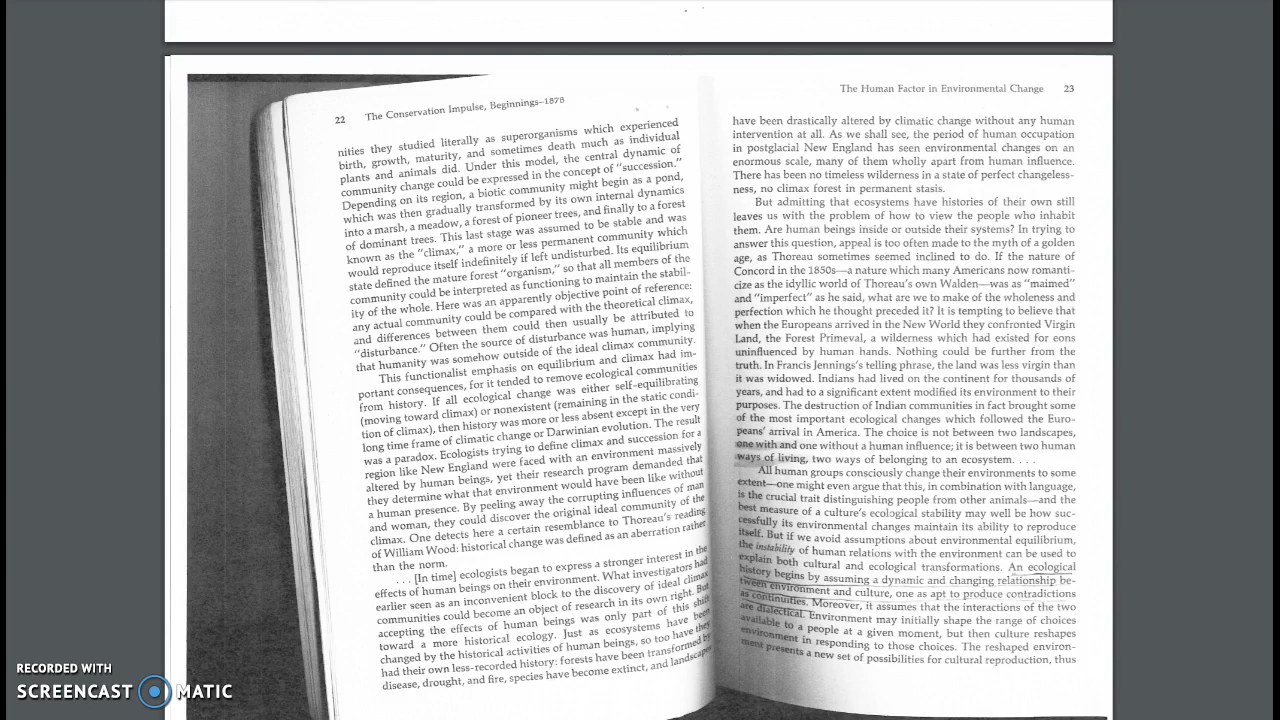 22 The Conservation Impulse, Beginnings–1878
nities they studied literally as superorganisms which experienced
birth, growth, maturity, and sometimes death much as individual
plants and animals did. Under this model, the central dynamic of
community change could be expressed in the concept of "succession."
Depending on its region, a biotic community might begin as a pond,
which was then gradually transformed by its own internal dynamics
into a marsh, a meadow, a forest of pioneer trees, and finally to a forest
of dominant trees. This last stage was assumed to be stable and was
known as the "climax," a more or less permanent community which
would reproduce itself indefinitely if left undisturbed. Its equilibrium
state defined the mature forest "organism," so that all members of the
community could be interpreted as functioning to maintain the stabil-
ity of the whole. Here was an apparently objective point of reference:
any actual community could be compared with the theoretical climax,
and differences between them could then usually be attributed to
"disturbance." Often the source of disturbance was human, implying
that humanity was somehow outside of the ideal climax community.
This functionalist emphasis on equilibrium and climax had im-
portant consequences, for it tended to remove ecological communities
from history. If all ecological change was either self-equilibrating
(moving toward climax) or nonexistent (remaining in the static condi-
tion of climax), then history was more or less absent except in the very
long time frame of climatic change or Darwinian evolution. The result
was a paradox. Ecologists trying to define climax and succession for a
region like New England were faced with an environment massively
altered by human beings, yet their research program demanded that
they determine what that environment would have been like without
a human presence. By peeling away the corrupting influences of man
and woman, they could discover the original ideal community of the
climax. One detects here a certain resemblance to Thoreau's reading
of William Wood: historical change was defined as an aberration rather
than the norm.
. . . [In time] ecologists began to express a stronger interest in the
effects of human beings on their environment. What investigators had
earlier seen as an inconvenient block to the discovery of ideal climax
communities could become an object of research in its own right. But
accepting the effects of human beings was only part of this shift
toward a more historical ecology. Just as ecosystems have been
changed by the historical activities of human beings, so too have they
had their own less-recorded history: forests have been transformed by
disease, drought, and fire, species have become extinct, and landscapes
The Human Factor in Environmental Change 23
have been drastically altered by climatic change without any human
intervention at all. As we shall see, the period of human occupation
in postglacial New England has seen environmental changes on an
enormous scale, many of them wholly apart from human influence.
There has been no timeless wilderness in a state of perfect changeless-
ness, no climax forest in permanent stasis.
But admitting that ecosystems have histories of their own still
leaves us with the problem of how to view the people who inhabit
them. Are human beings inside or outside their systems? In trying to
answer this question, appeal is too often made to the myth of a golden
age, as Thoreau sometimes seemed inclined to do. If the nature of
Concord in the 1850s—a nature which many Americans now romanti-
cize as the idyllic world of Thoreau's own Walden—was as "maimed"
and "imperfect" as he said, what are we to make of the wholeness and
perfection which he thought preceded it? It is tempting to believe that
when the Europeans arrived in the New World they confronted Virgin
Land, the Forest Primeval, a wilderness which had existed for eons
uninfluenced by human hands. Nothing could be further from the
truth. In Francis Jennings's telling phrase, the land was less virgin than
it was widowed. Indians had lived on the continent for thousands of
years, and had to a significant extent modified its environment to their
purposes. The destruction of Indian communities in fact brought some
of the most important ecological changes which followed the Euro-
peans' arrival in America. The choice is not between two landscapes,
one with and one without a human influence; it is between two human
ways of living, two ways of belonging to an ecosystem. . . .
All human groups consciously change their environments to some
extent—one might even argue that this, in combination with language,
is the crucial trait distinguishing people from other animals—and the
best measure of a culture's ecological stability may well be how suc-
cessfully its environmental changes maintain its ability to reproduce
itself. But if we avoid assumptions about environmental equilibrium,
the instability of human relations with the environment can be used to
explain both cultural and ecological transformations. An ecological
history begins by assuming a dynamic and changing relationship be-
tween environment and culture, one as apt to produce contradictions
as continuities. Moreover, it assumes that the interactions of the two
are dialectical. Environment may initially shape the range of choices
available to a people at a given moment, but then culture reshapes
environment in responding to those choices. The reshaped environ-
ment presents a new set of possibilities for cultural reproduction, thus
RECORDED WITH
SCREENCAST MATIC